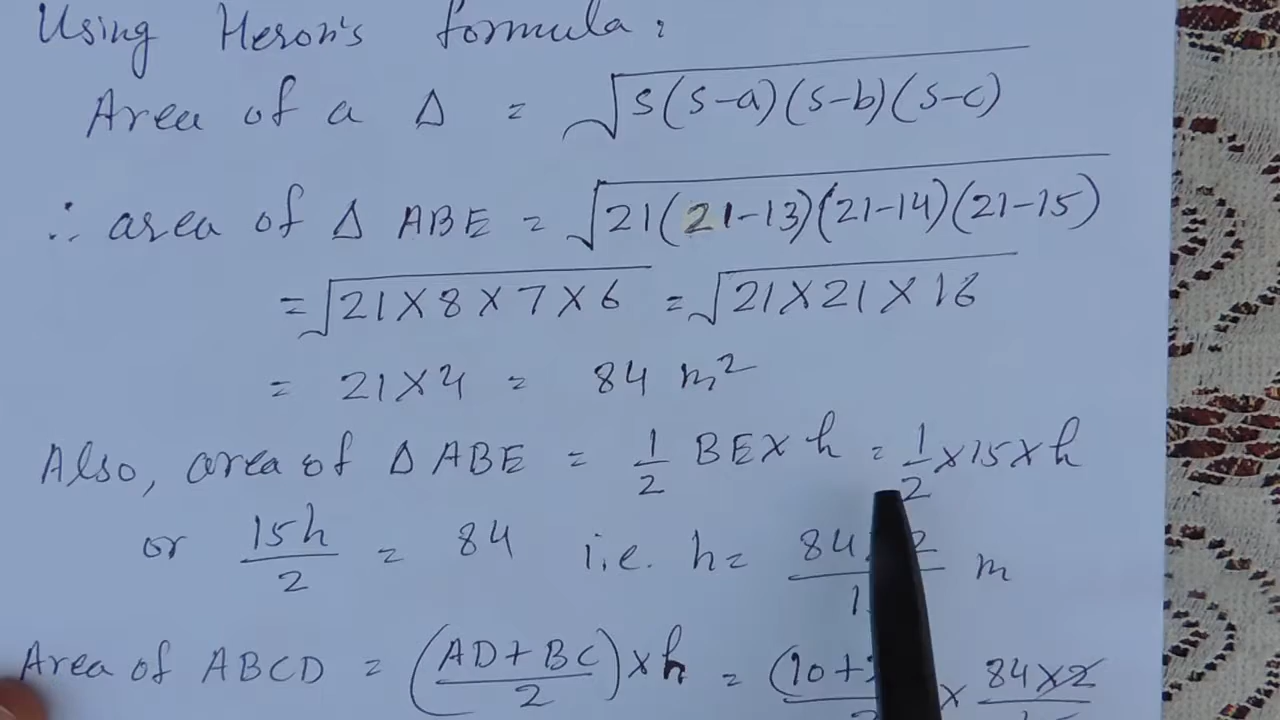 Using Heron's formula:
Area of a Δ = √s(s-a)(s-b)(s-c)
∴ area of Δ ABE = √21(21-13)(21-14)(21-15)
= √21×8×7×6 = √21×21×16
= 21×4 = 84 m²
Also, area of Δ ABE = 1/2 BE × h = 1/2 ×15×h
or 15h/2 = 84 i.e. h = 84 2/1 m
Area of ABCD = (AD+BC/2)×h = (10+ × 84×2